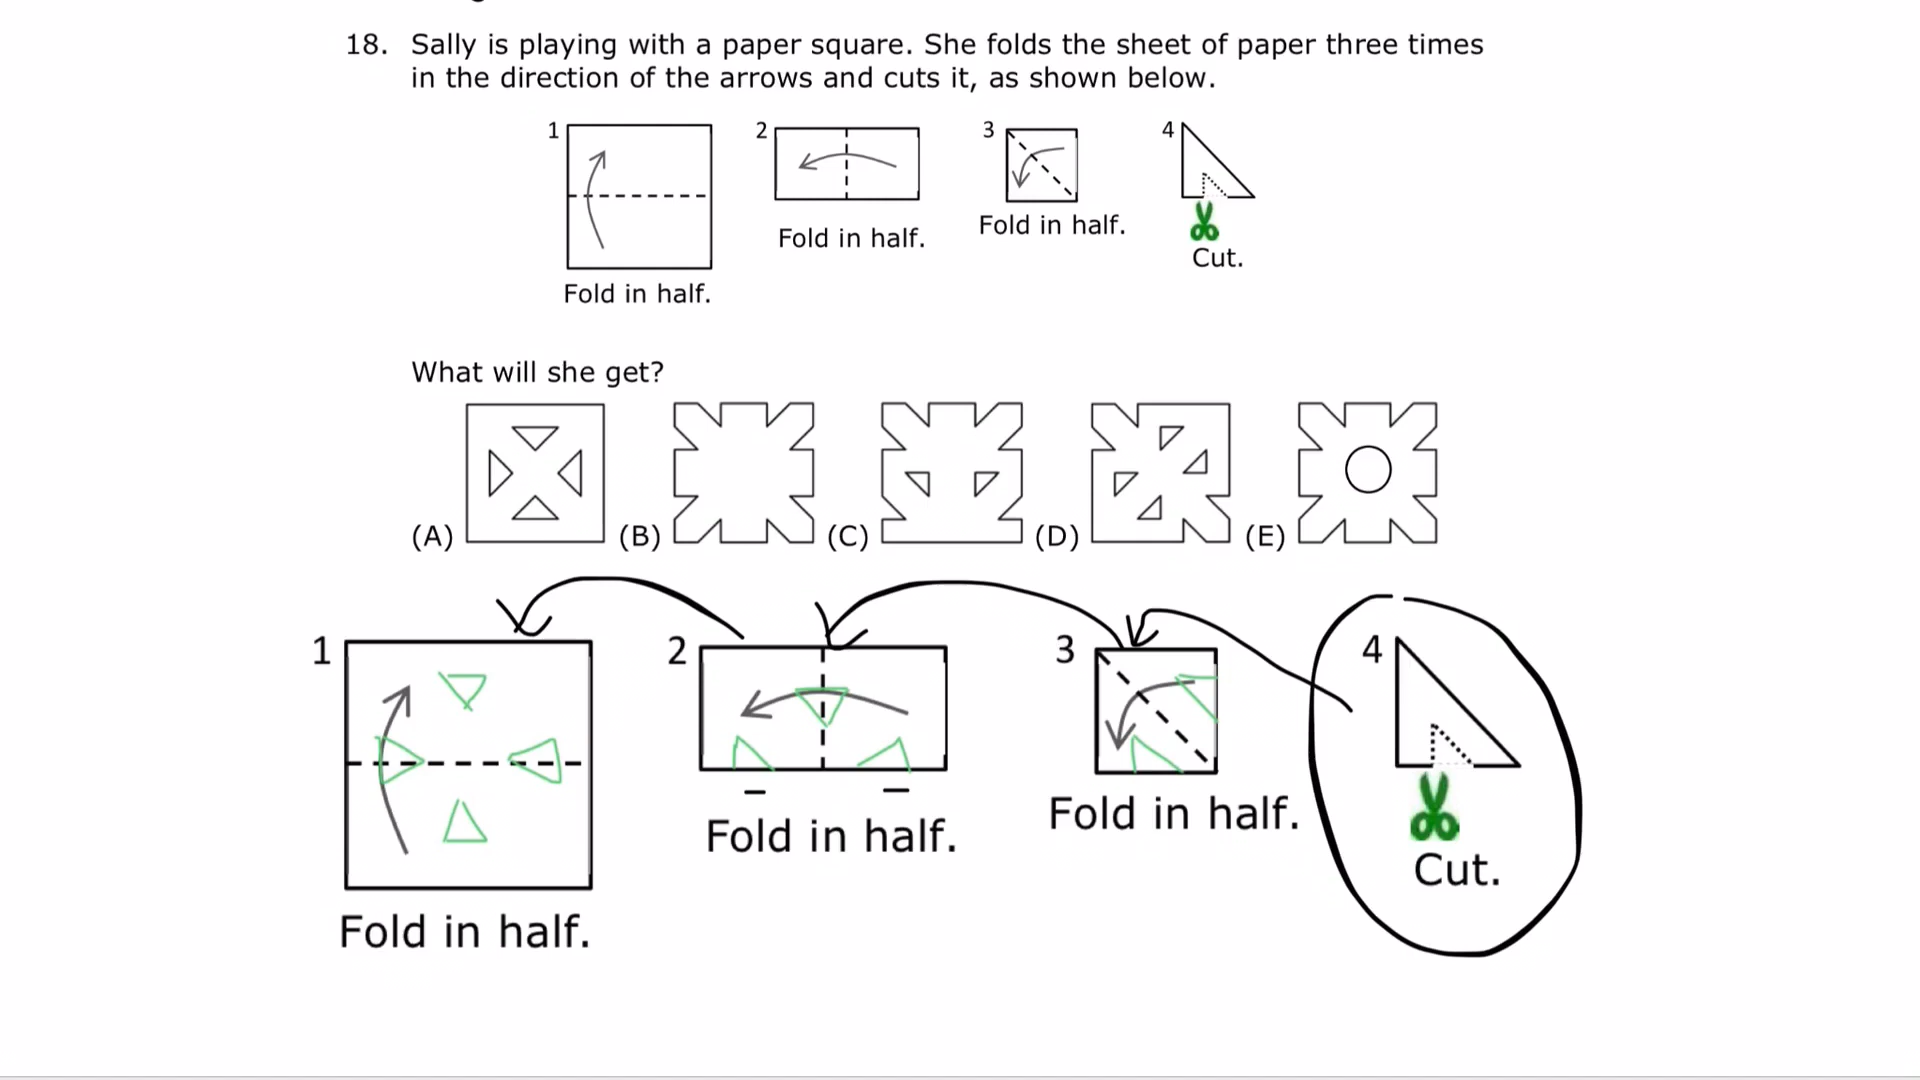 18. Sally is playing with a paper square. She folds the sheet of paper three times
in the direction of the arrows and cuts it, as shown below.
1 2 3 4
Fold in half. Fold in half. Fold in half. Cut.
What will she get?
(A) (B) (C) (D) (E)
1 2 3 4
Fold in half. Fold in half. Fold in half. Cut.